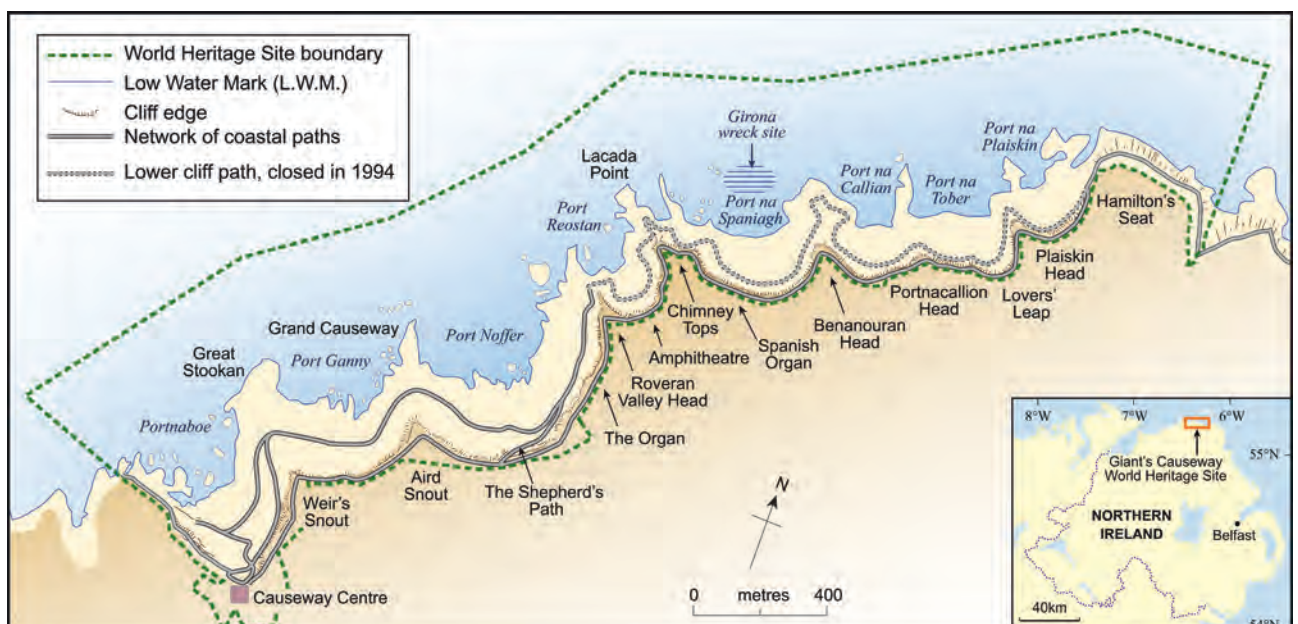 World Heritage Site boundary
Low Water Mark (L.W.M.)
Cliff edge
Network of coastal paths
Lower cliff path, closed in 1994
Girona
wreck site
Port na
Plaiskin
Lacada
Point
Port na
Callian
Port na
Tober
Port na
Spaniagh
Port
Reostan
Hamilton's
Seat
Plaiskin
Head
Lovers'
Leap
Portnacallion
Head
Benanouran
Head
Spanish
Organ
Chimney
Tops
Amphitheatre
Roveran
Valley Head
The Organ
Grand Causeway
Port Noffer
Great
Stookan
Port Ganny
Portnaboe
Aird
Snout
The Shepherd's
Path
Weir's
Snout
Causeway Centre
N
0 metres 400
8°W 7°W 6°W
55°N
Giant's Causeway
World Heritage Site
NORTHERN
IRELAND
Belfast
40km
54°N